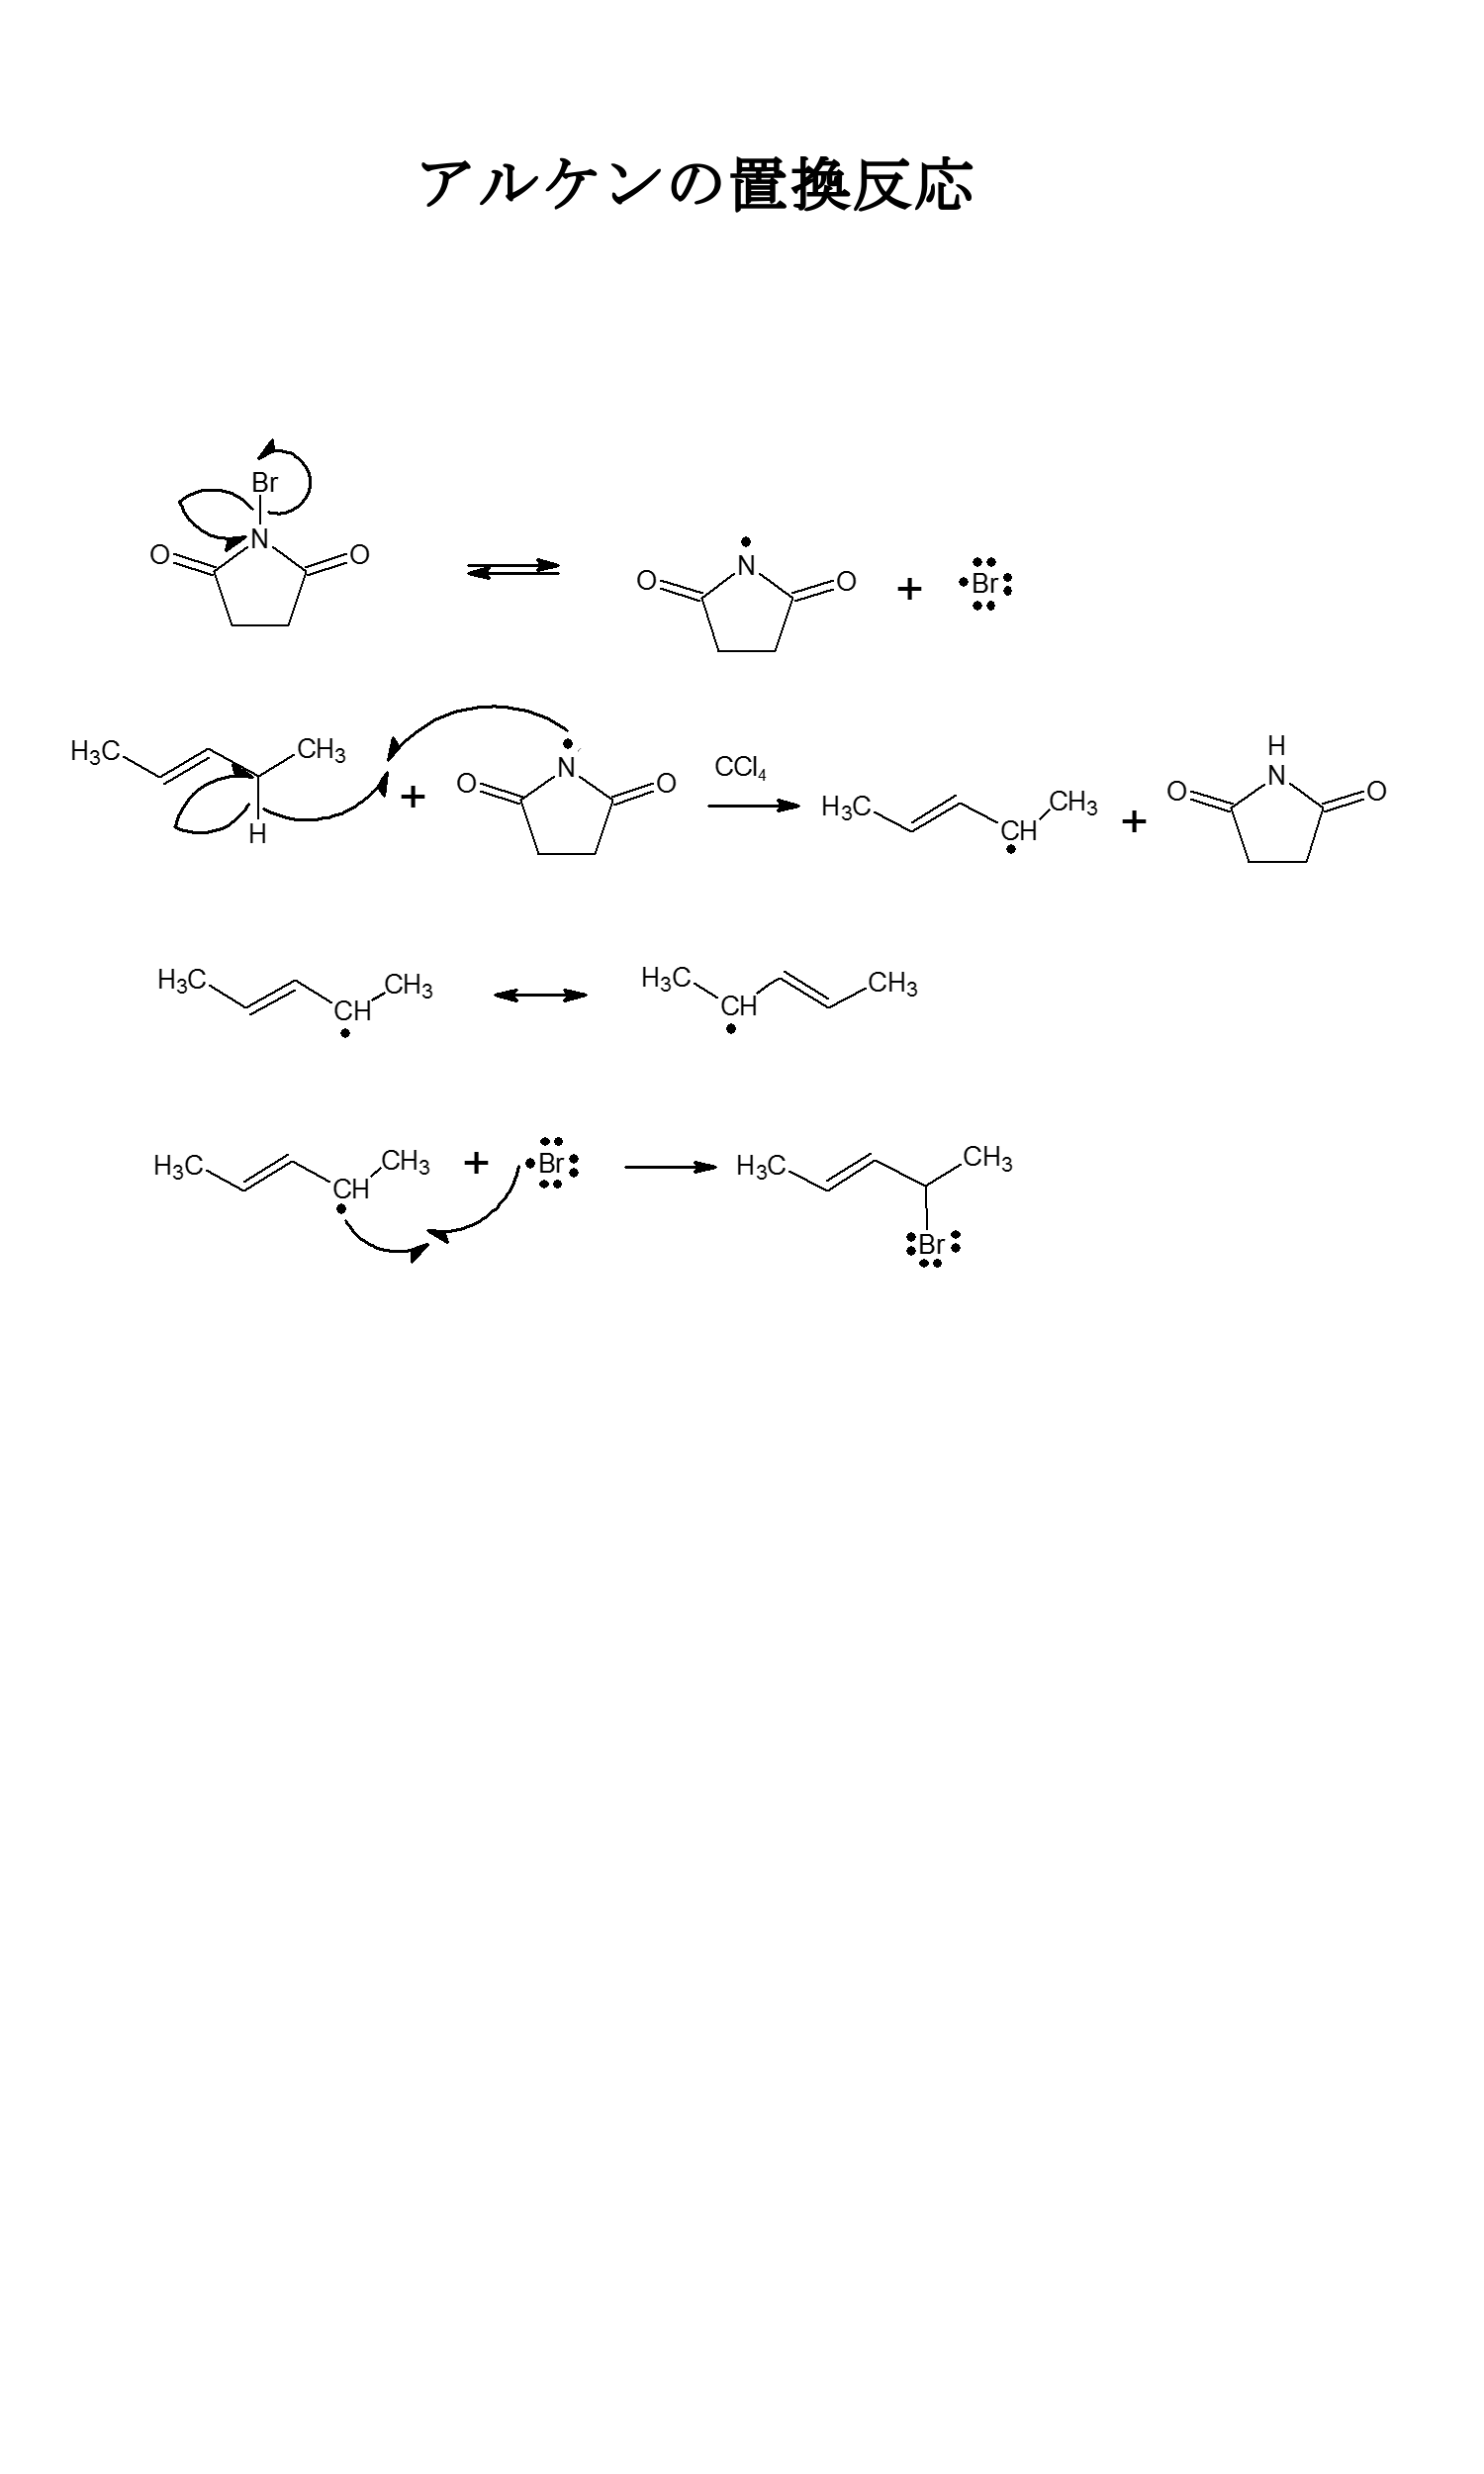 アルケンの置換反応
Br
O N O
N
O O + Br
H₃C CH₃ H + O N O CCl₄ H₃C CH CH₃ + O H N O
H₃C CH CH₃ H₃C CH CH₃
H₃C CH CH₃ + Br H₃C CH₃
Br